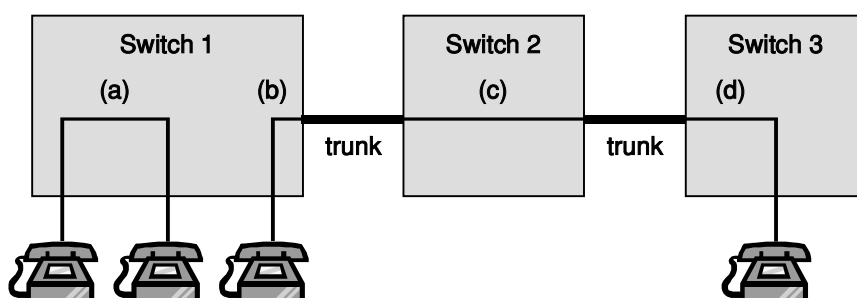 Switch 1
Switch 2
Switch 3
(a)
(b)
(c)
(d)
trunk
trunk